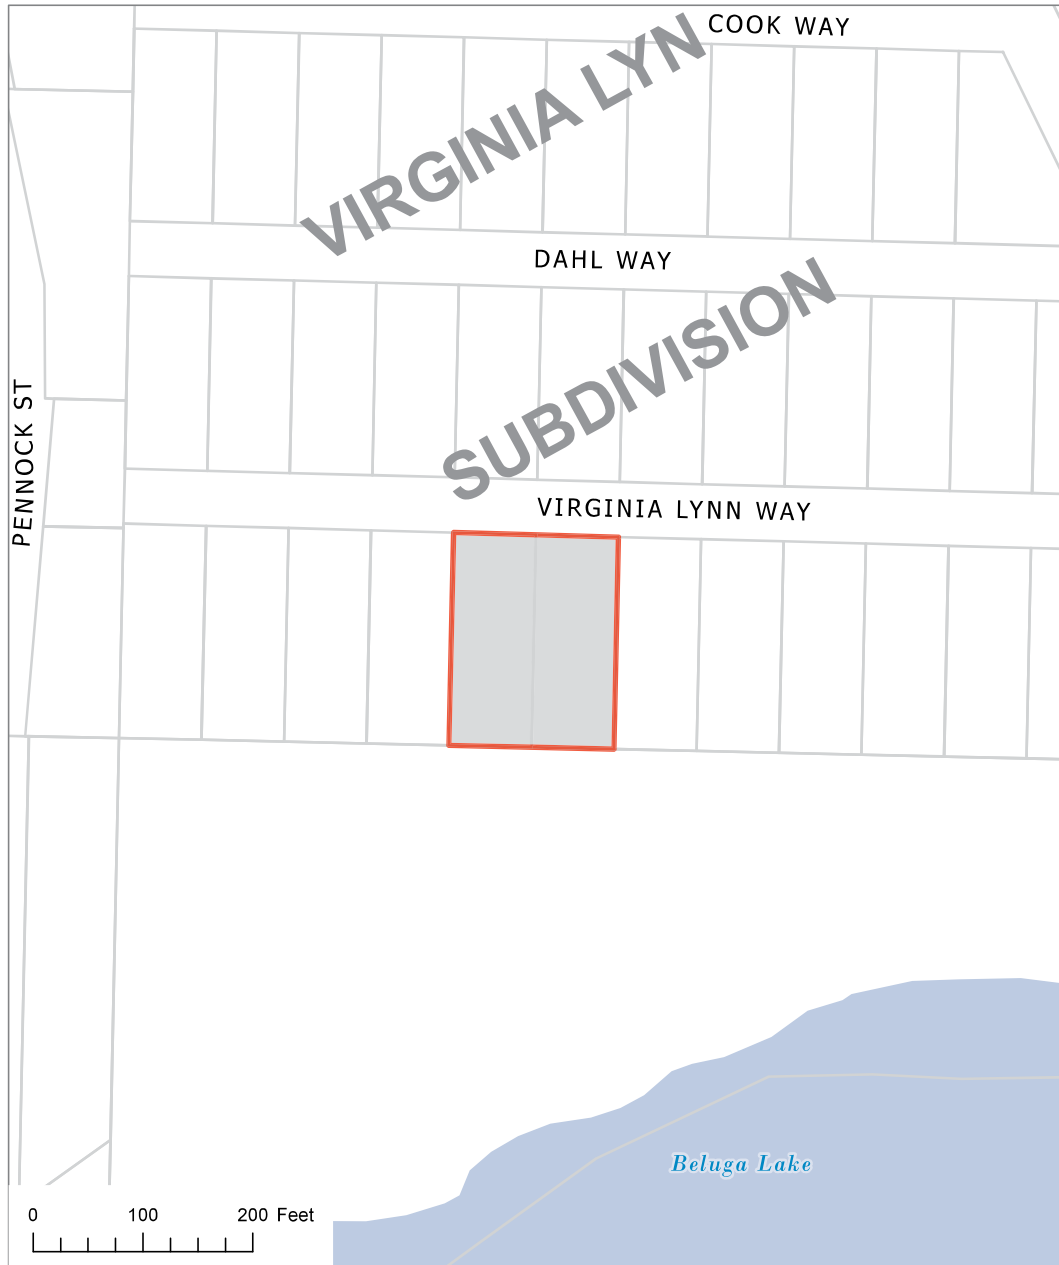 COOK WAY
VIRGINIA LYN
DAHL WAY
SUBDIVISION
PENNOCK ST
VIRGINIA LYNN WAY
Beluga Lake
0 100 200 Feet